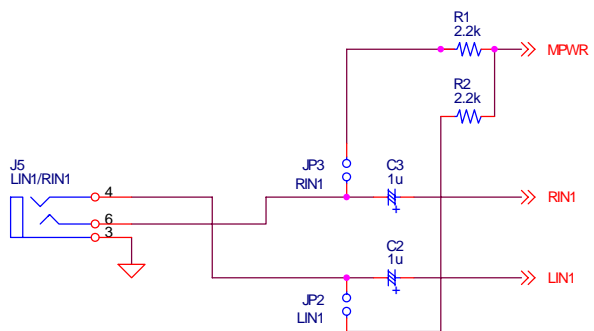 R1
2.2k
MPWR
R2
2.2k
J5
LIN1/RIN1
4
6
3
JP3
RIN1
C3
1u
+
RIN1
C2
1u
+
LIN1
JP2
LIN1